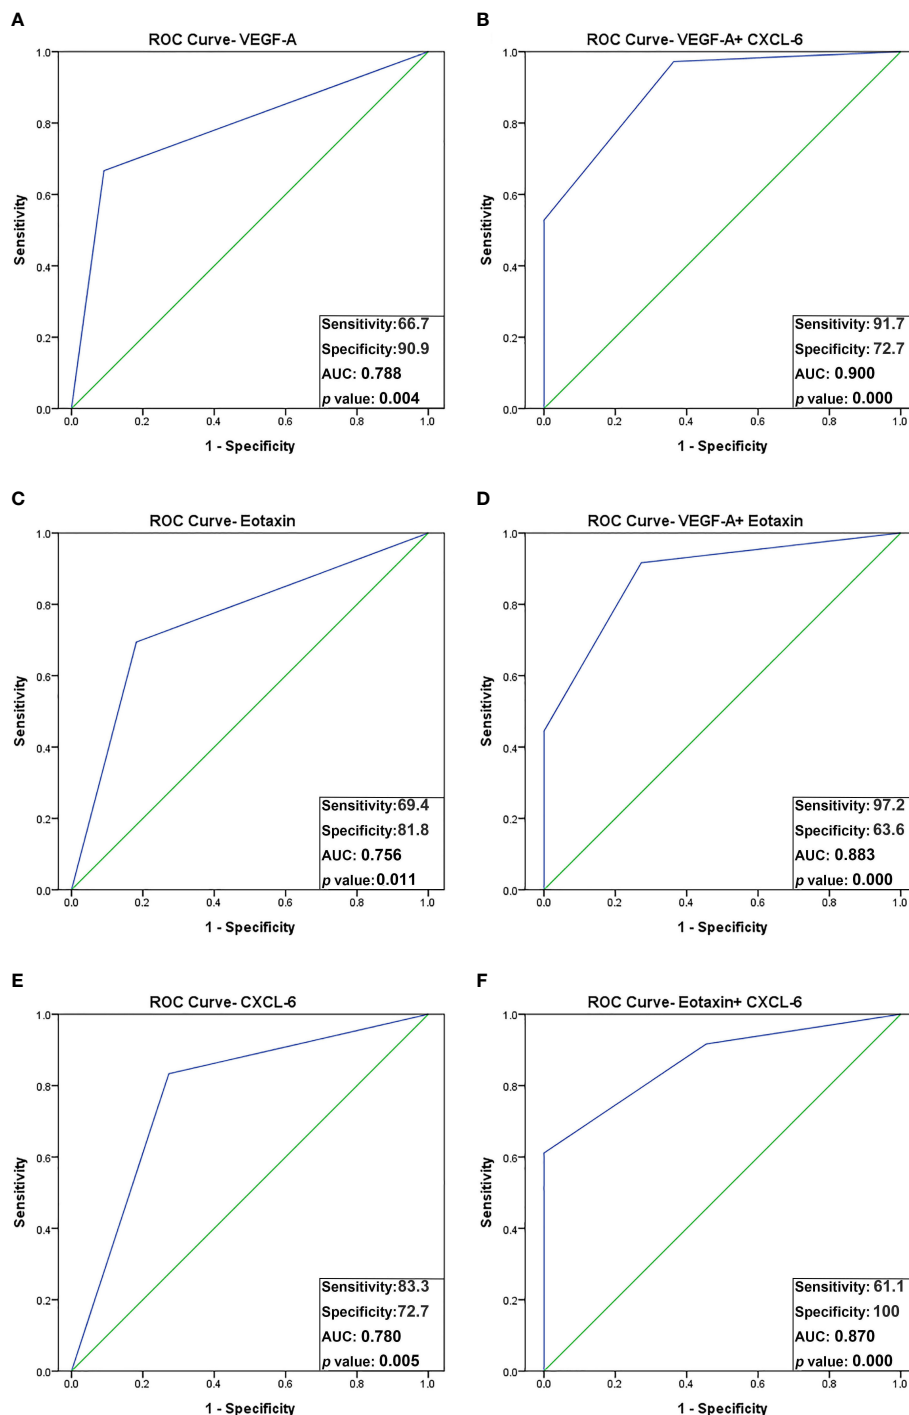 A
ROC Curve- VEGF-A
1.0
0.8
0.6
0.4
0.2
0.0
Sensitivity
Sensitivity:66.7
Specificity:90.9
AUC: 0.788
p value: 0.004
0.0 0.2 0.4 0.6 0.8 1.0
1 - Specificity
B
ROC Curve- VEGF-A+ CXCL-6
1.0
0.8
0.6
0.4
0.2
0.0
Sensitivity
Sensitivity: 91.7
Specificity: 72.7
AUC: 0.900
p value: 0.000
0.0 0.2 0.4 0.6 0.8 1.0
1 - Specificity
C
ROC Curve- Eotaxin
1.0
0.8
0.6
0.4
0.2
0.0
Sensitivity
Sensitivity:69.4
Specificity:81.8
AUC: 0.756
p value:0.011
0.0 0.2 0.4 0.6 0.8 1.0
1 - Specificity
D
ROC Curve- VEGF-A+ Eotaxin
1.0
0.8
0.6
0.4
0.2
0.0
Sensitivity
Sensitivity: 97.2
Specificity: 63.6
AUC: 0.883
p value: 0.000
0.0 0.2 0.4 0.6 0.8 1.0
1 - Specificity
E
ROC Curve- CXCL-6
1.0
0.8
0.6
0.4
0.2
0.0
Sensitivity
Sensitivity:83.3
Specificity:72.7
AUC: 0.780
p value: 0.005
0.0 0.2 0.4 0.6 0.8 1.0
1 - Specificity
F
ROC Curve- Eotaxin+ CXCL-6
1.0
0.8
0.6
0.4
0.2
0.0
Sensitivity
Sensitivity: 61.1
Specificity: 100
AUC: 0.870
p value: 0.000
0.0 0.2 0.4 0.6 0.8 1.0
1 - Specificity